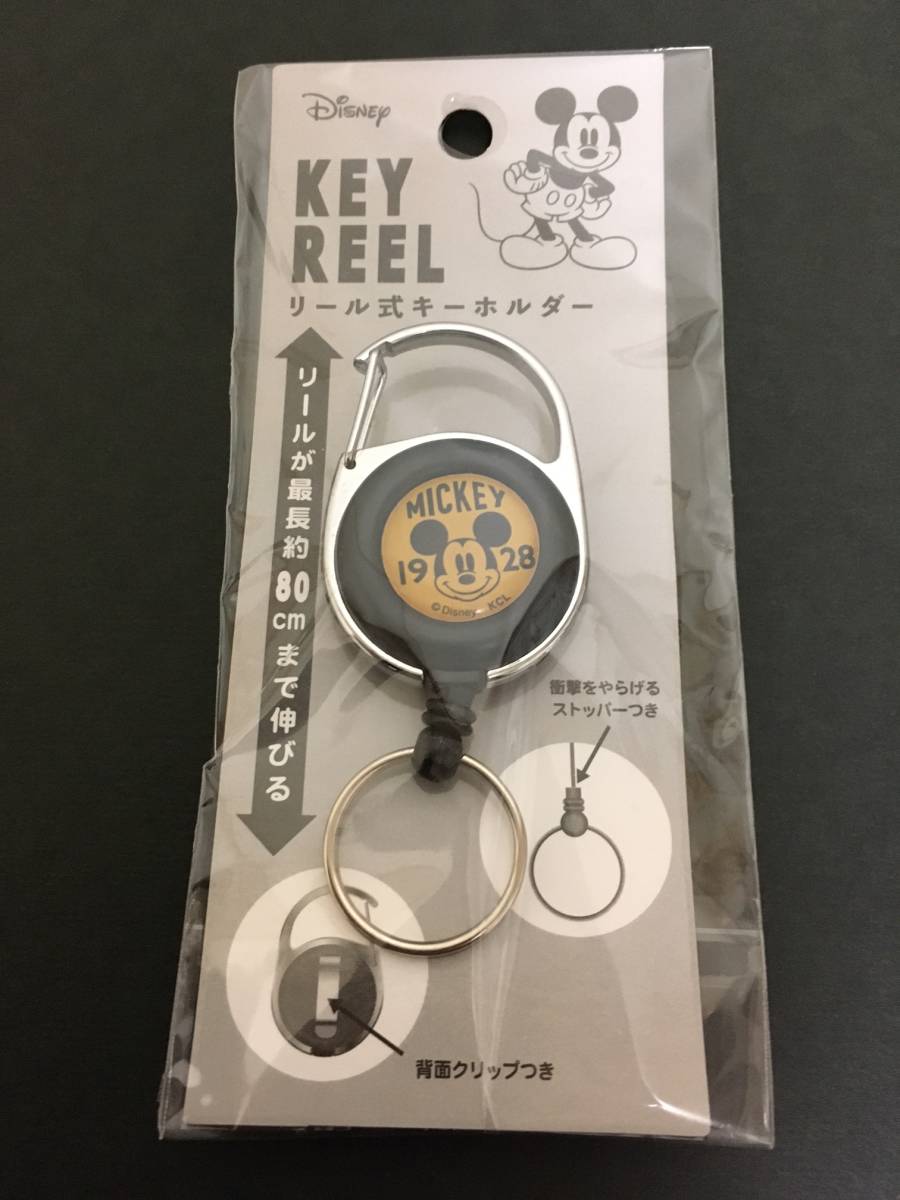 Disney
KEY
REEL
リール式キーホルダー
リールが最長約80cmまで伸びる
MICKEY
19 28
©Disney KCL
衝撃をやらげる
ストッパーつき
背面クリップつき